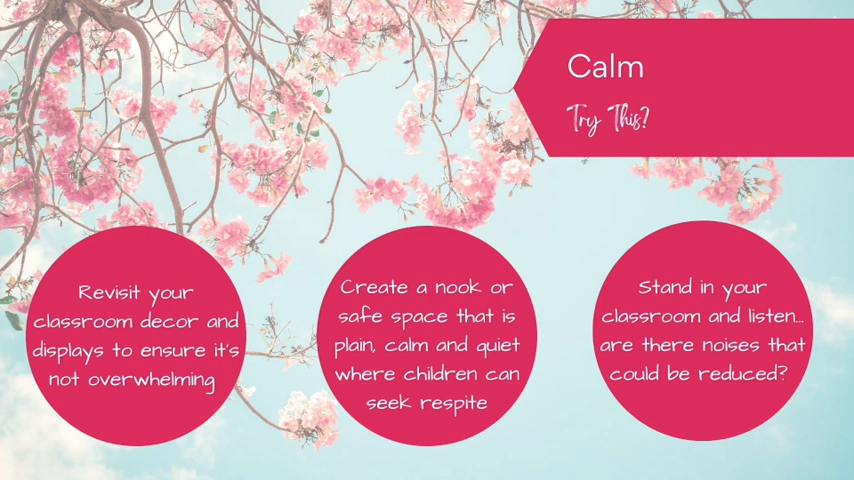 Calm
Try This?
Revisit your
classroom decor and
displays to ensure it's
not overwhelming
Create a nook or
safe space that is
plain, calm and quiet
where children can
seek respite
Stand in your
classroom and listen...
are there noises that
could be reduced?